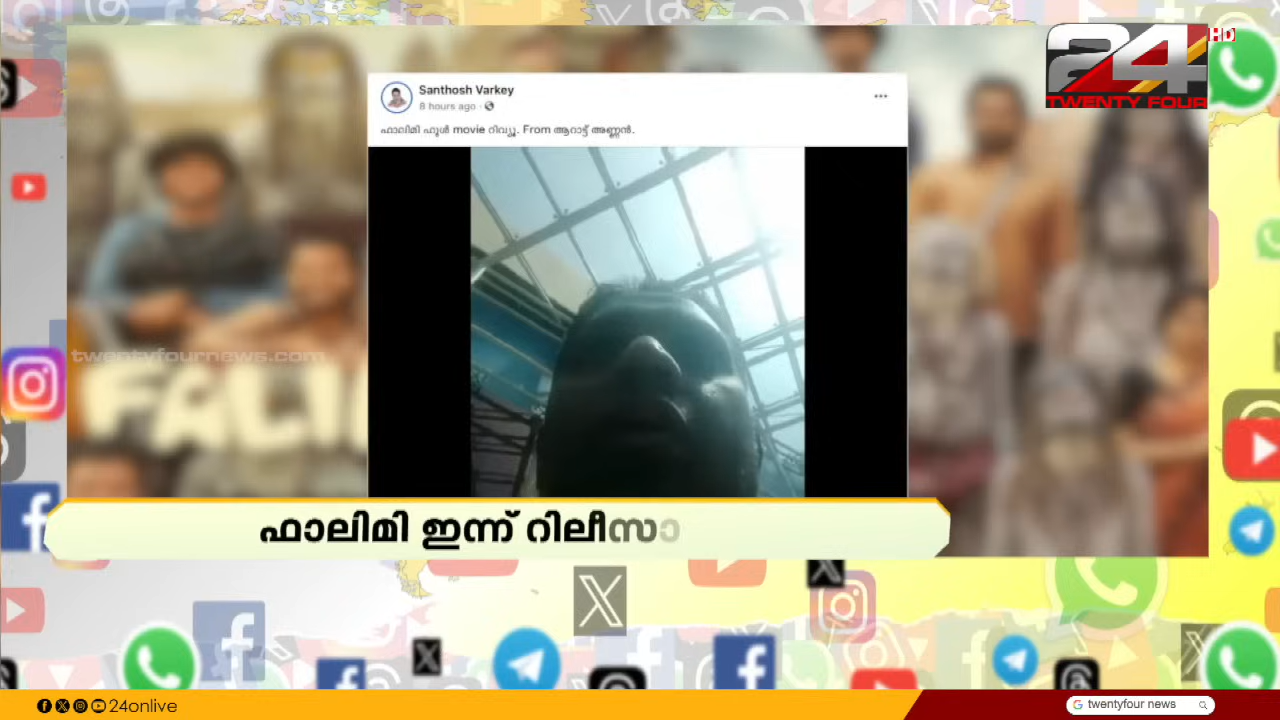 24
HD
TWENTY FOUR
Santhosh Varkey
8 hours ago
ഫാലിമി ഫുൾ movie റിവ്യൂ. From ആറാട്ട് അണ്ണൻ.
twentyfournews.com
FALI
ഫാലിമി ഇന്ന് റിലീസാ
24onlive
twentyfour news